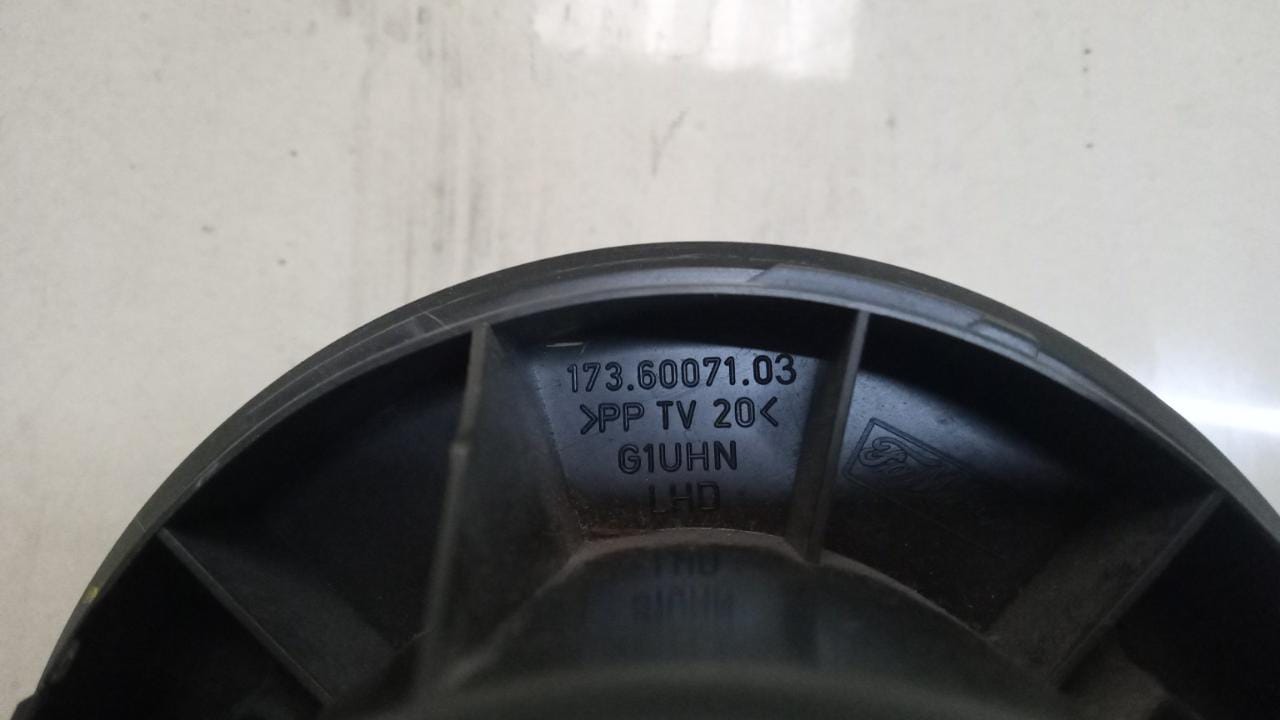 173.60071.03
>PP TV 20<
G1UHN
LHD